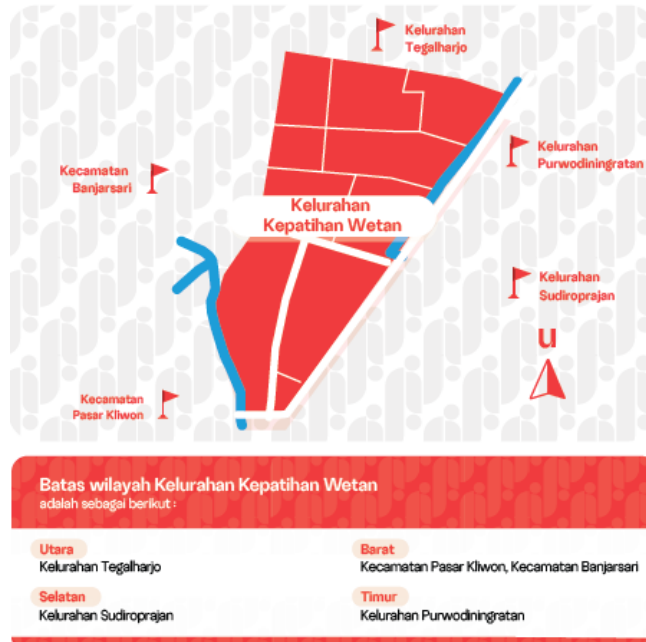 Kelurahan
Tegalharjo
Kelurahan
Purwodiningratan
Kecamatan
Banjarsari
Kelurahan
Kepatihan Wetan
Kelurahan
Sudiroprajan
u
Kecamatan
Pasar Kliwon
Batas wilayah Kelurahan Kepatihan Wetan
adalah sebagai berikut :
Utara
Kelurahan Tegalharjo
Barat
Kecamatan Pasar Kliwon, Kecamatan Banjarsari
Selatan
Kelurahan Sudiroprajan
Timur
Kelurahan Purwodiningratan